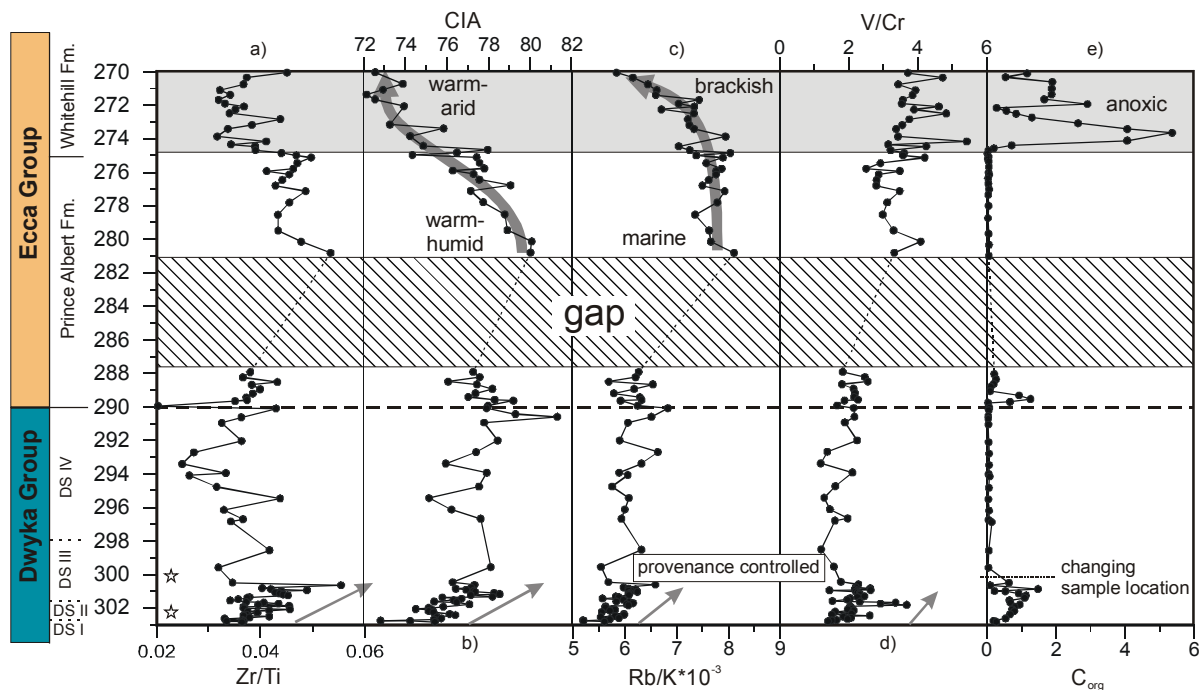 CIA
V/Cr
72 74 76 78 80 82
0 2 4 6
a)
c)
e)
Ecca Group
Dwyka Group
Whitehill Fm.
Prince Albert Fm.
DS IV
DS III
DS II
DS I
270
272
274
276
278
280
282
284
286
288
290
292
294
296
298
300
302
warm-
arid
brackish
anoxic
warm-
humid
marine
gap
provenance controlled
changing
sample location
b)
d)
0.02 0.04 0.06
5 6 7 8 9
0 2 4 6
Zr/Ti
Rb/K*10⁻³
C_org